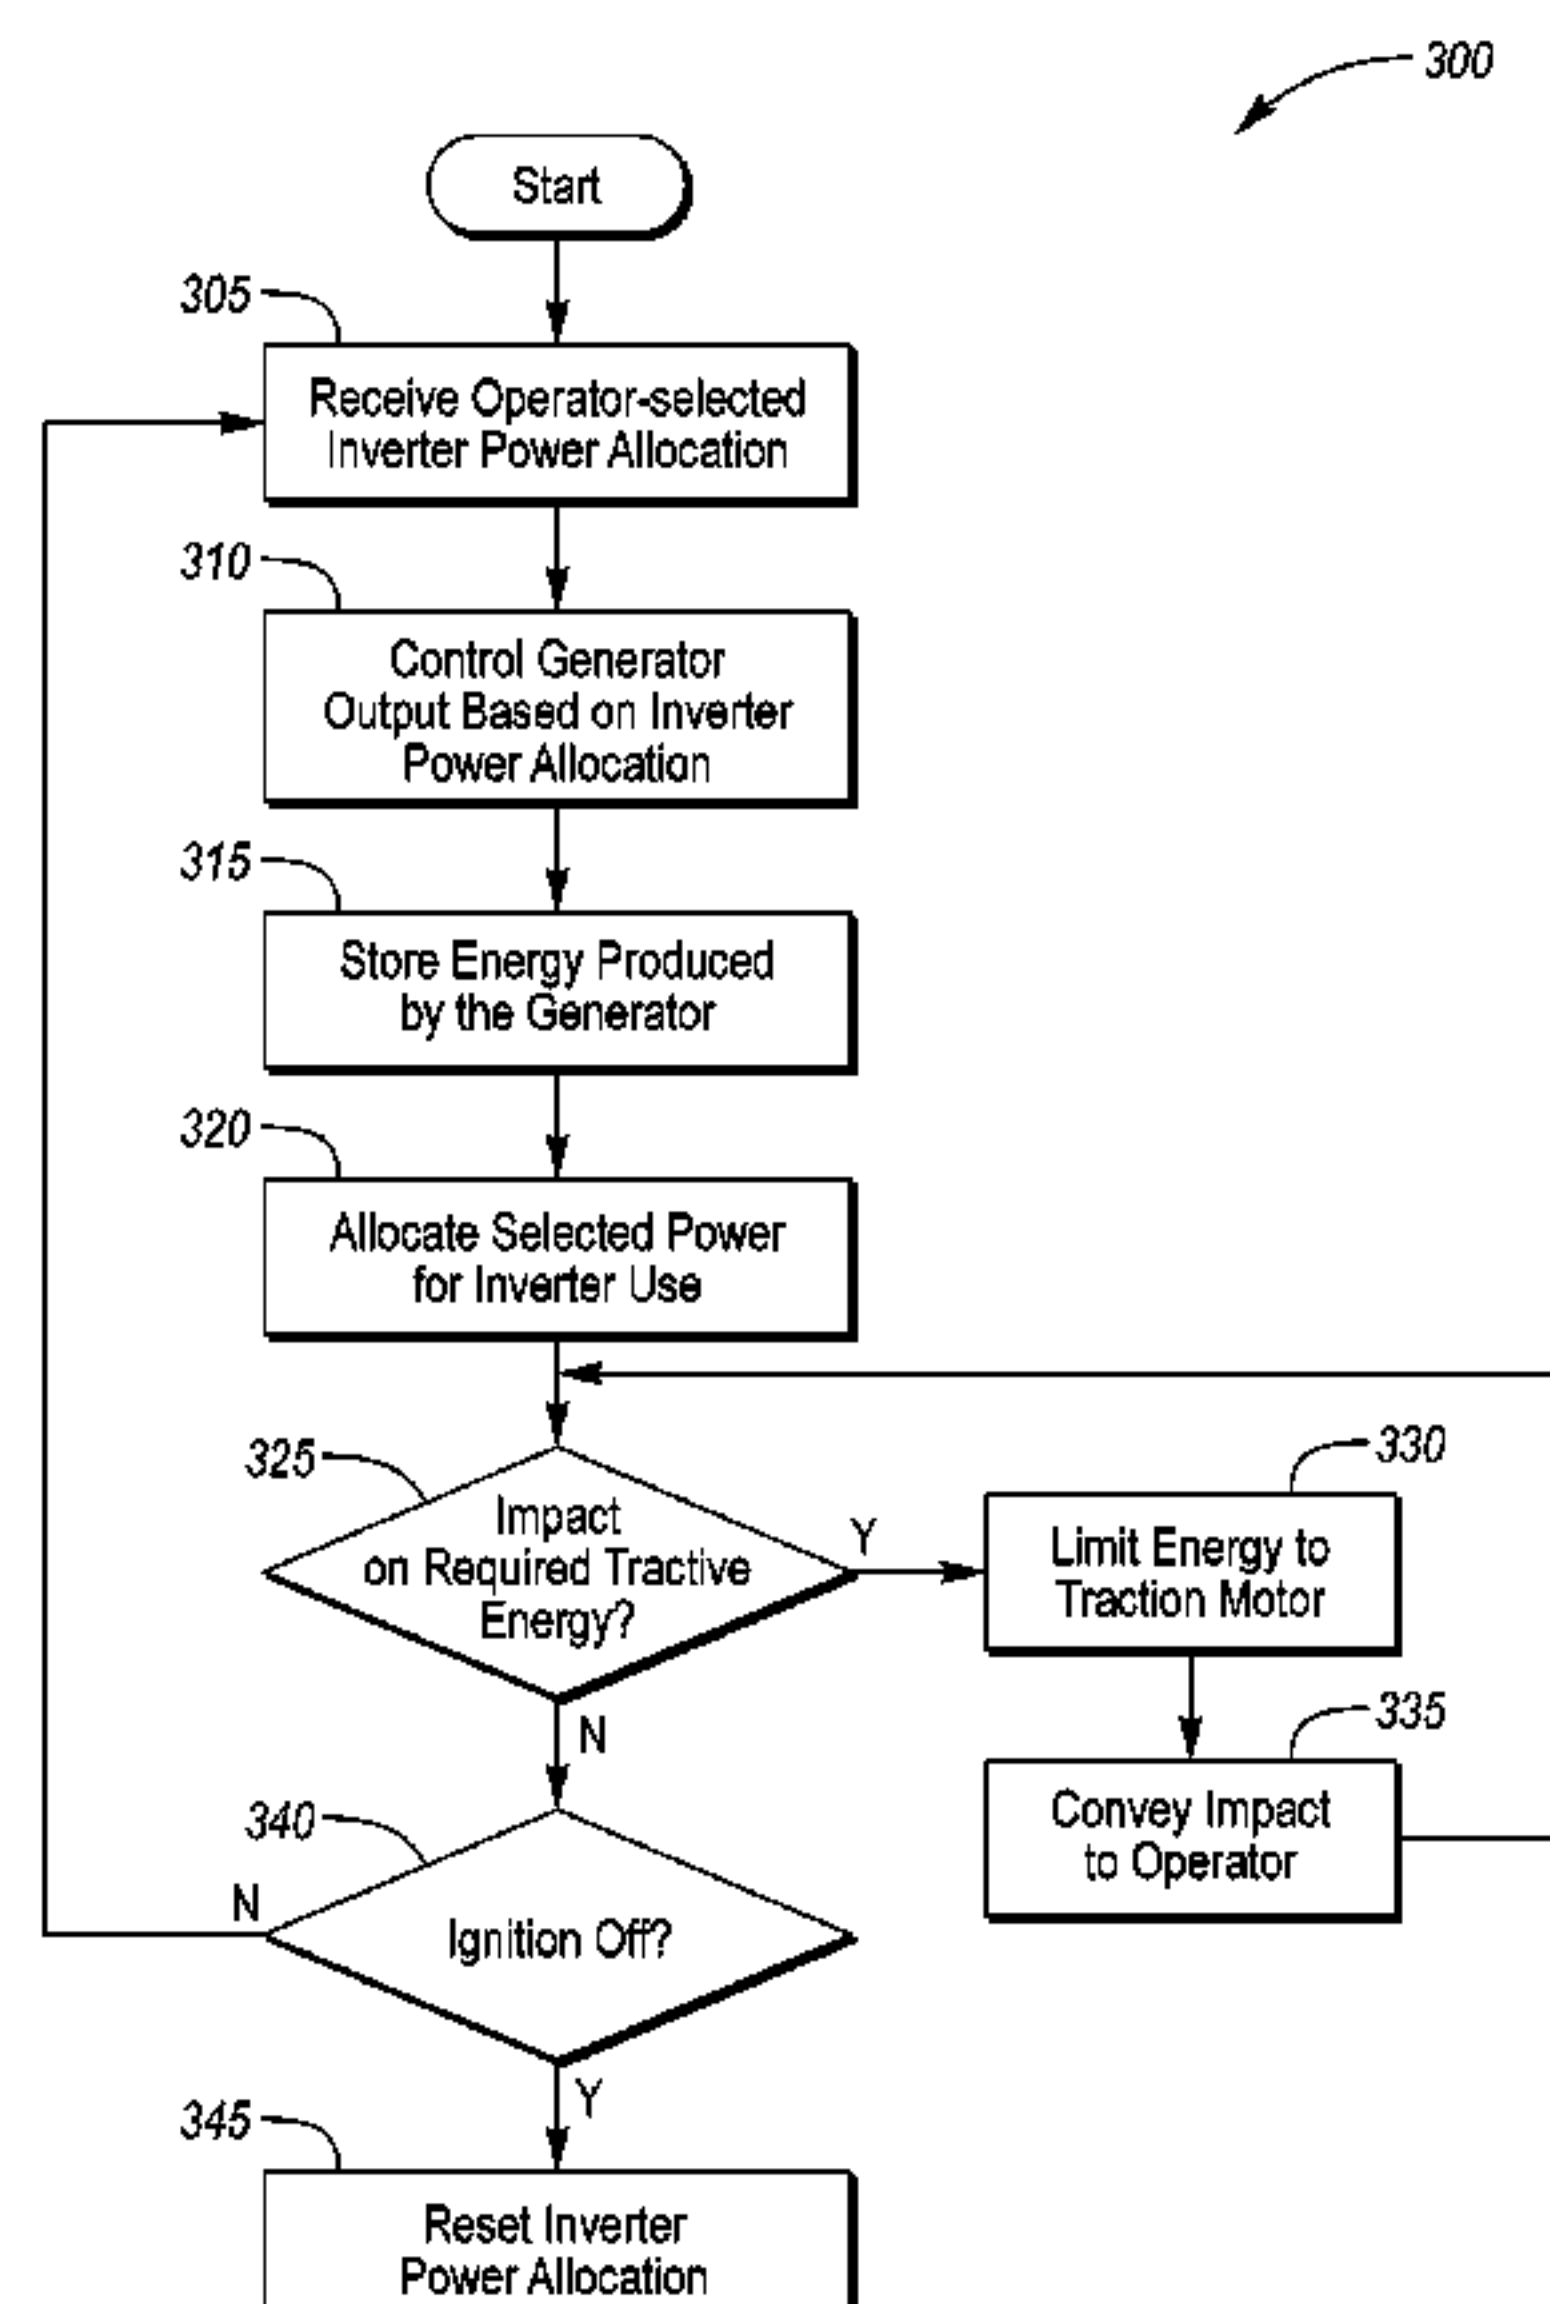 300
Start
305
Receive Operator-selected
Inverter Power Allocation
310
Control Generator
Output Based on Inverter
Power Allocation
315
Store Energy Produced
by the Generator
320
Allocate Selected Power
for Inverter Use
325
Impact
on Required Tractive
Energy?
Y
330
Limit Energy to
Traction Motor
N
335
Convey Impact
to Operator
340
N
Ignition Off?
Y
345
Reset Inverter
Power Allocation